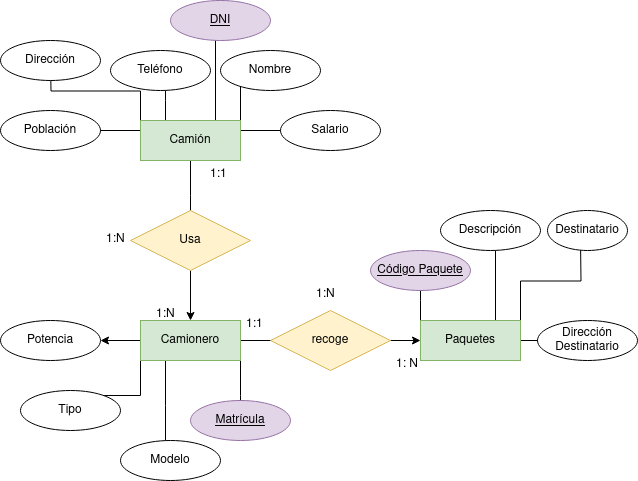 DNI
Dirección
Teléfono
Nombre
Población
Camión
Salario
1:1
1:N
Usa
Descripción
Destinatario
Código Paquete
1:N
1:N
1:1
Potencia
Camionero
recoge
Paquetes
Dirección
Destinatario
1: N
Tipo
Matrícula
Modelo